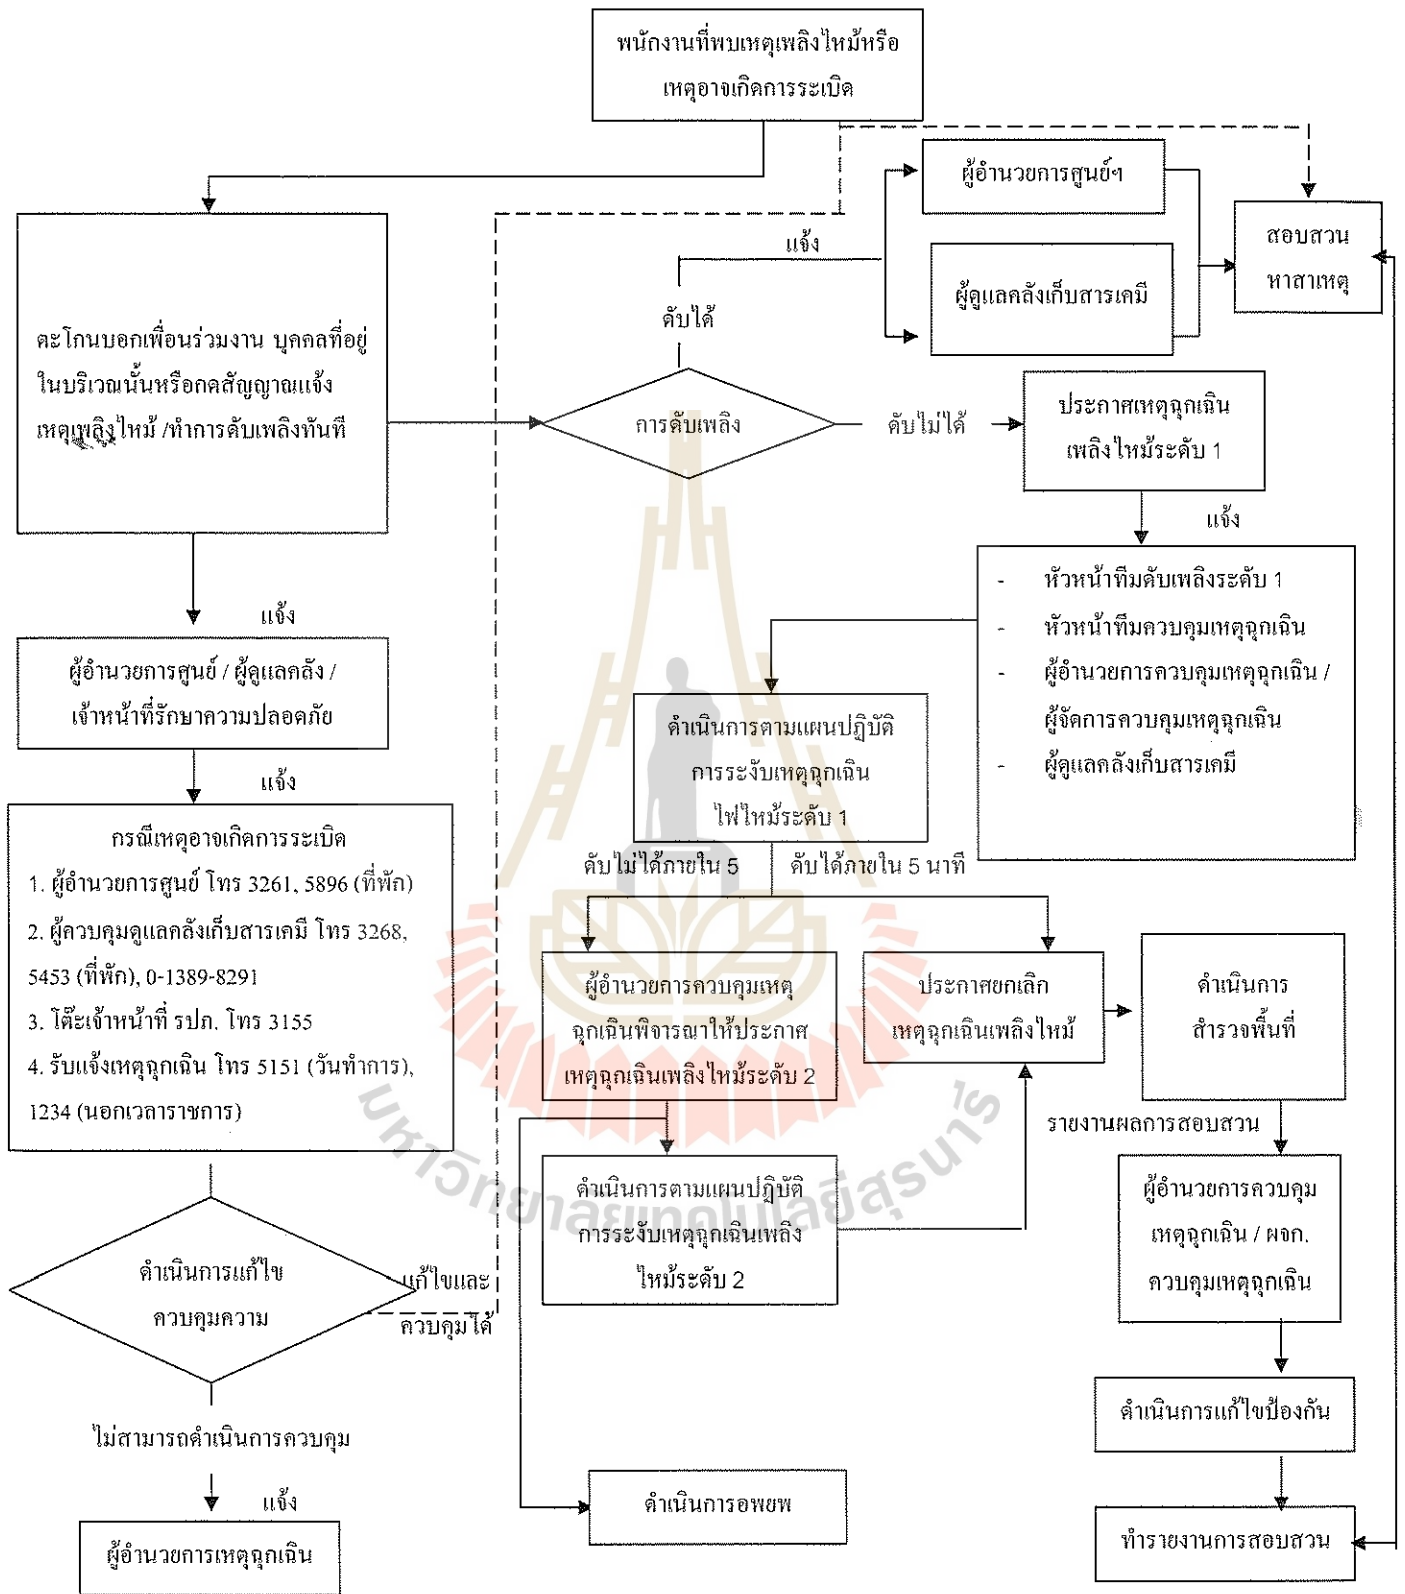 พนักงานที่พบเหตุเพลิงไหม้หรือ
เหตุอาจเกิดการระเบิด
ผู้อำนวยการศูนย์ฯ
แจ้ง
ผู้ดูแลคลังเก็บสารเคมี
สอบสวน
หาสาเหตุ
ดับได้
ตะโกนบอกเพื่อนร่วมงาน บุคคลที่อยู่
ในบริเวณนั้นหรือกดสัญญาณแจ้ง
เหตุเพลิงไหม้ /ทำการดับเพลิงทันที
การดับเพลิง
ดับไม่ได้
ประกาศเหตุฉุกเฉิน
เพลิงไหม้ระดับ 1
แจ้ง
- หัวหน้าทีมดับเพลิงระดับ 1
- หัวหน้าทีมควบคุมเหตุฉุกเฉิน
- ผู้อำนวยการควบคุมเหตุฉุกเฉิน /
ผู้จัดการควบคุมเหตุฉุกเฉิน
- ผู้ดูแลคลังเก็บสารเคมี
แจ้ง
ผู้อำนวยการศูนย์ / ผู้ดูแลคลัง /
เจ้าหน้าที่รักษาความปลอดภัย
แจ้ง
ดำเนินการตามแผนปฏิบัติ
การระงับเหตุฉุกเฉิน
ไฟไหม้ระดับ 1
ดับไม่ได้ภายใน 5
ดับได้ภายใน 5 นาที
กรณีเหตุอาจเกิดการระเบิด
1. ผู้อำนวยการศูนย์ โทร 3261, 5896 (ที่พัก)
2. ผู้ควบคุมดูแลคลังเก็บสารเคมี โทร 3268,
5453 (ที่พัก), 0-1389-8291
3. โต๊ะเจ้าหน้าที่ รปภ. โทร 3155
4. รับแจ้งเหตุฉุกเฉิน โทร 5151 (วันทำการ),
1234 (นอกเวลาราชการ)
ผู้อำนวยการควบคุมเหตุ
ฉุกเฉินพิจารณาให้ประกาศ
เหตุฉุกเฉินเพลิงไหม้ระดับ 2
ประกาศยกเลิก
เหตุฉุกเฉินเพลิงไหม้
ดำเนินการ
สำรวจพื้นที่
รายงานผลการสอบสวน
ดำเนินการตามแผนปฏิบัติ
การระงับเหตุฉุกเฉินเพลิง
ไหม้ระดับ 2
ผู้อำนวยการควบคุม
เหตุฉุกเฉิน / ผจก.
ควบคุมเหตุฉุกเฉิน
ดำเนินการแก้ไข
ควบคุมความ
แก้ไขและ
ควบคุมได้
ดำเนินการแก้ไขป้องกัน
ไม่สามารถดำเนินการควบคุม
แจ้ง
ดำเนินการอพยพ
ทำรายงานการสอบสวน
ผู้อำนวยการเหตุฉุกเฉิน
มหาวิทยาลัยเทคโนโลยีสุรนารี